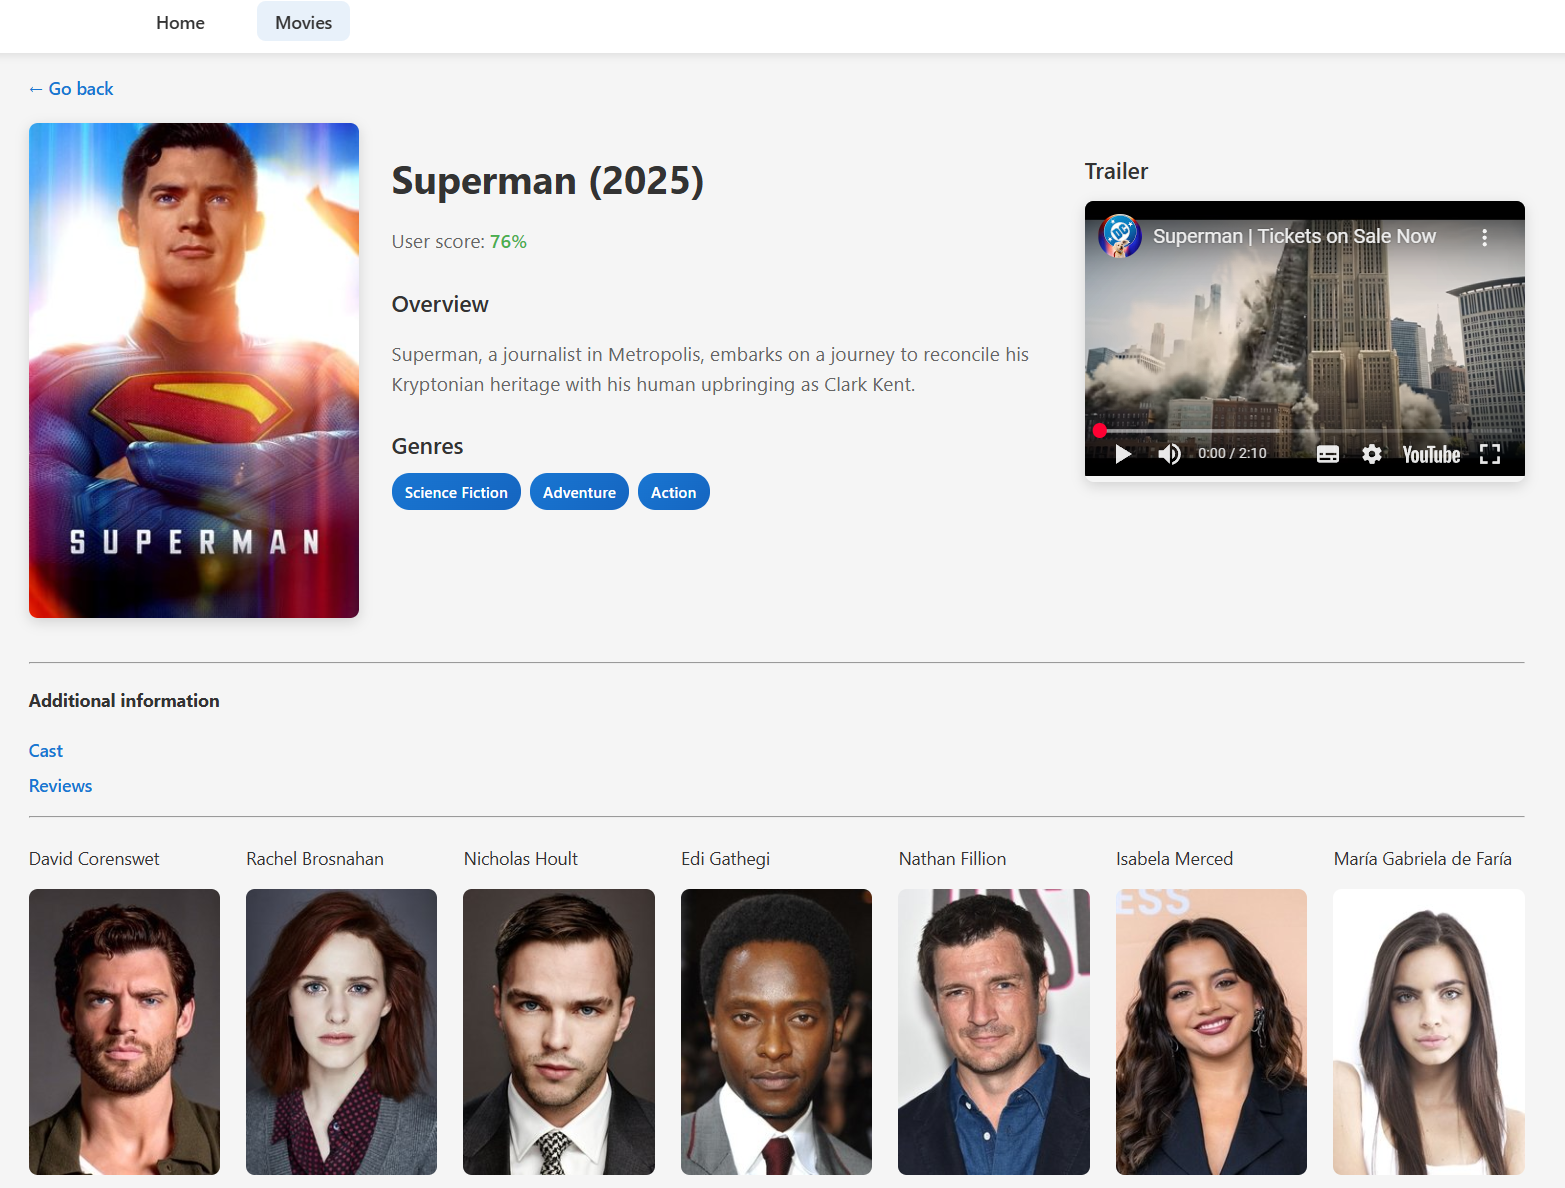 Home
Movies
← Go back
SUPERMAN
Superman (2025)
User score: 76%
Overview
Superman, a journalist in Metropolis, embarks on a journey to reconcile his
Kryptonian heritage with his human upbringing as Clark Kent.
Genres
Science Fiction
Adventure
Action
Trailer
DC
Superman | Tickets on Sale Now
0:00 / 2:10
YouTube
Additional information
Cast
Reviews
David Corenswet
Rachel Brosnahan
Nicholas Hoult
Edi Gathegi
Nathan Fillion
Isabela Merced
María Gabriela de Faría
ESS